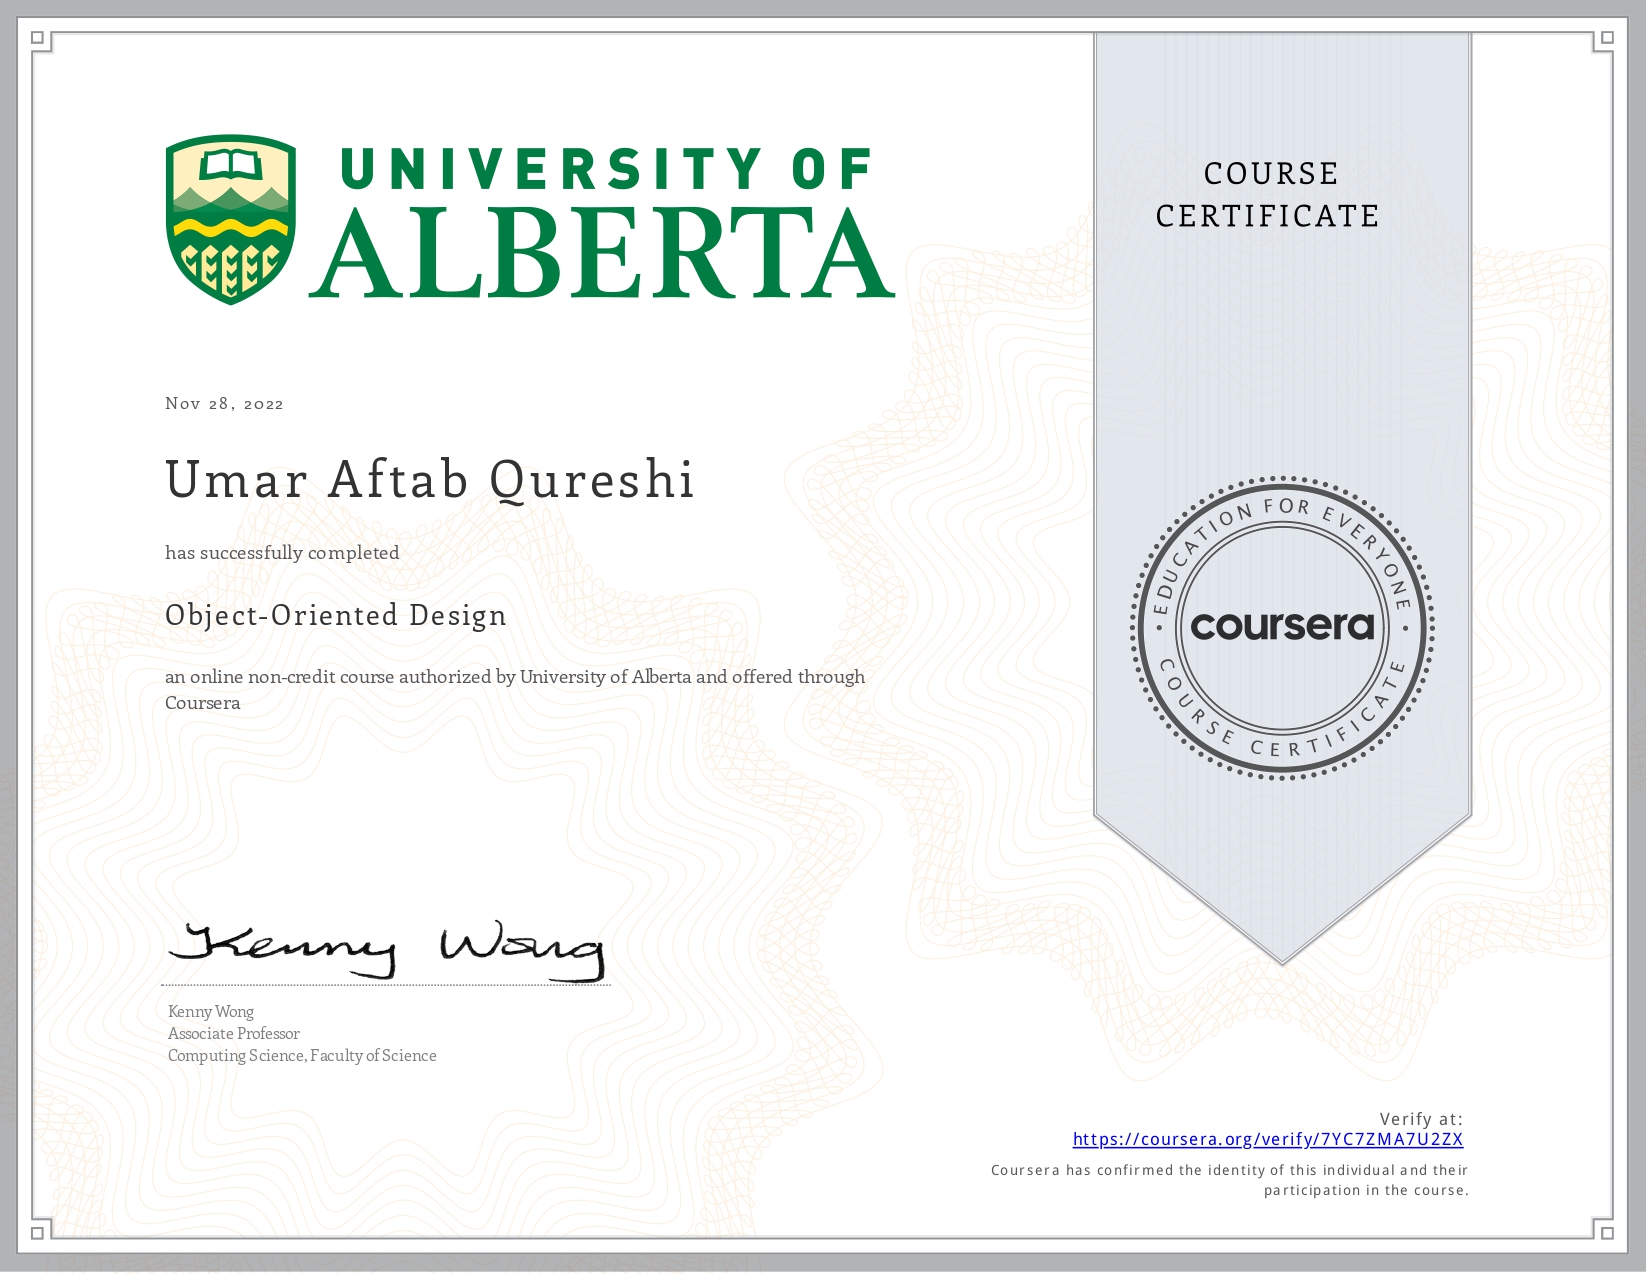 UNIVERSITY OF
ALBERTA
COURSE
CERTIFICATE
Nov 28, 2022
Umar Aftab Qureshi
has successfully completed
Object-Oriented Design
an online non-credit course authorized by University of Alberta and offered through
Coursera
EDUCATION FOR EVERYONE
coursera
COURSE CERTIFICATE
Kenny Wong
Kenny Wong
Associate Professor
Computing Science, Faculty of Science
Verify at:
https://coursera.org/verify/7YC7ZMA7U2ZX
Coursera has confirmed the identity of this individual and their
participation in the course.